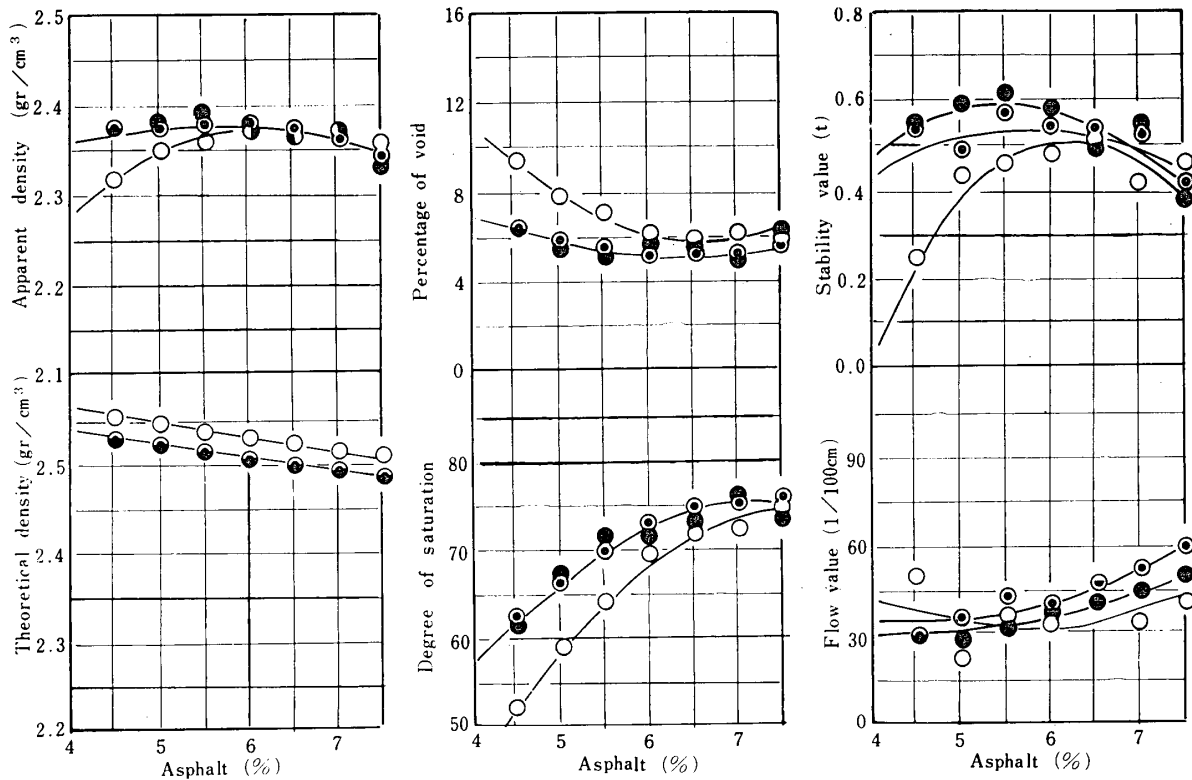 Apparent density (gr/cm³)
2.5
2.4
2.3
2.2
2.1
Theoretical density (gr/cm³)
2.5
2.4
2.3
2.2
4 5 6 7
Asphalt (%)
Percentage of void
16
12
8
4
0
Degree of saturation
80
70
60
50
4 5 6 7
Asphalt (%)
Stability value (t)
0.8
0.6
0.4
0.2
0.0
Flow value (1/100cm)
90
60
30
0
4 5 6 7
Asphalt (%)